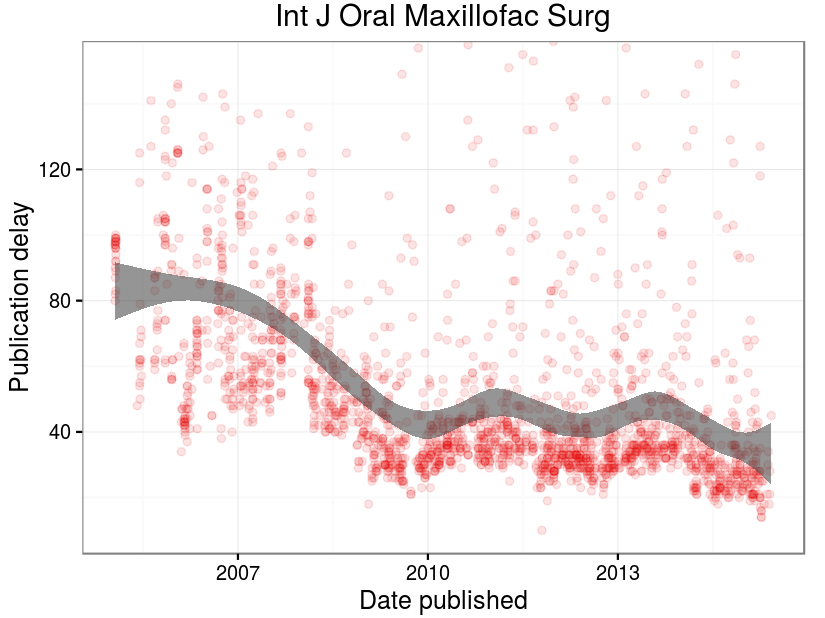 Int J Oral Maxillofac Surg
Publication delay
120
80
40
2007
2010
2013
Date published